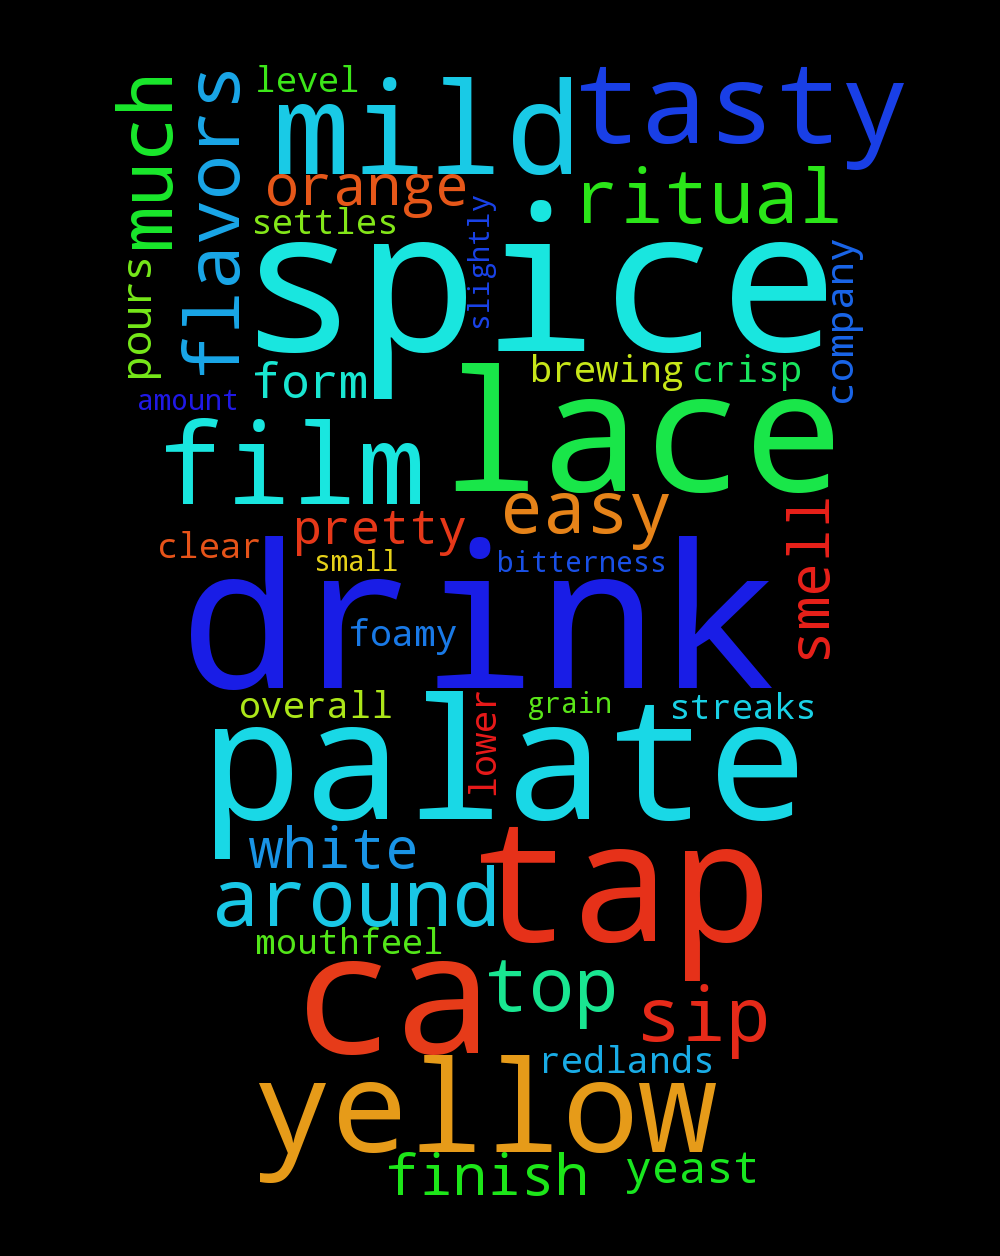 level
much
flavors
mild
tasty
orange
ritual
settles
slightly
spice
pours
company
form
brewing
crisp
amount
lace
film
easy
pretty
clear
small
bitterness
smell
drink
foamy
overall
lower
grain
streaks
palate
white
tap
around
mouthfeel
ca
top
sip
redlands
yellow
finish
yeast